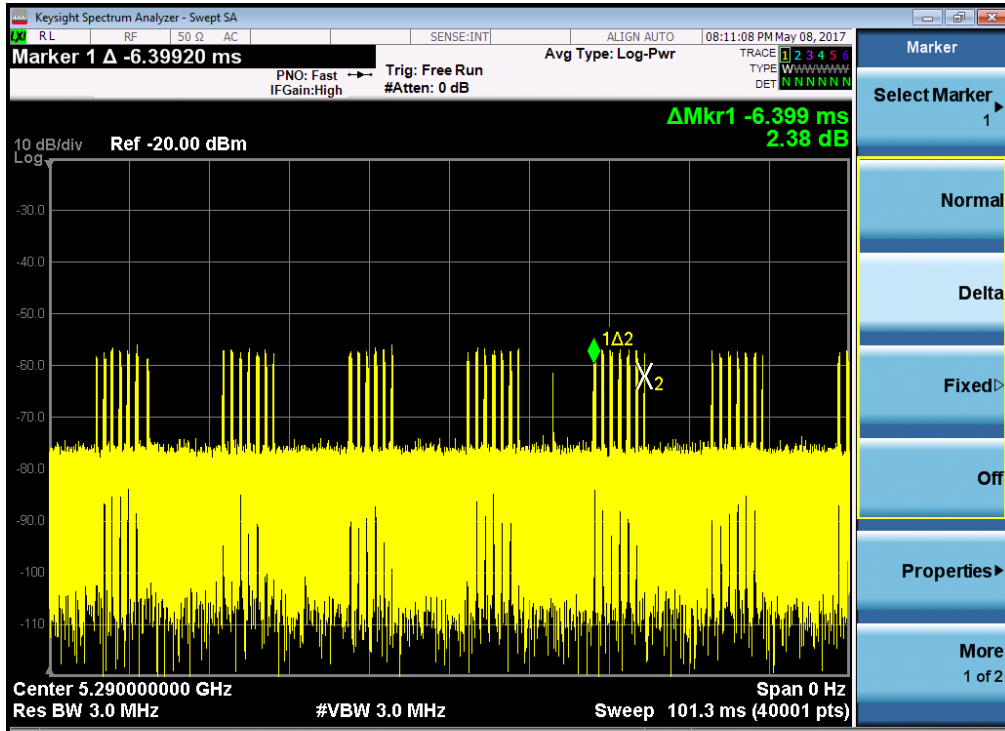 Keysight Spectrum Analyzer - Swept SA
LXI RL RF 50 Ω AC SENSE:INT ALIGN AUTO 08:11:08 PM May 08, 2017
Marker 1 Δ -6.39920 ms
PNO: Fast
IFGain:High
Trig: Free Run
#Atten: 0 dB
Avg Type: Log-Pwr
TRACE 1 2 3 4 5 6
TYPE WWWWWW
DET N N N N N N
ΔMkr1 -6.399 ms
2.38 dB
10 dB/div Ref -20.00 dBm
Log
-30.0
-40.0
-50.0
-60.0
-70.0
-80.0
-90.0
-100
-110
1Δ2
X2
Center 5.290000000 GHz Span 0 Hz
Res BW 3.0 MHz #VBW 3.0 MHz Sweep 101.3 ms (40001 pts)
Marker
Select Marker
1
Normal
Delta
Fixed
Off
Properties
More
1 of 2